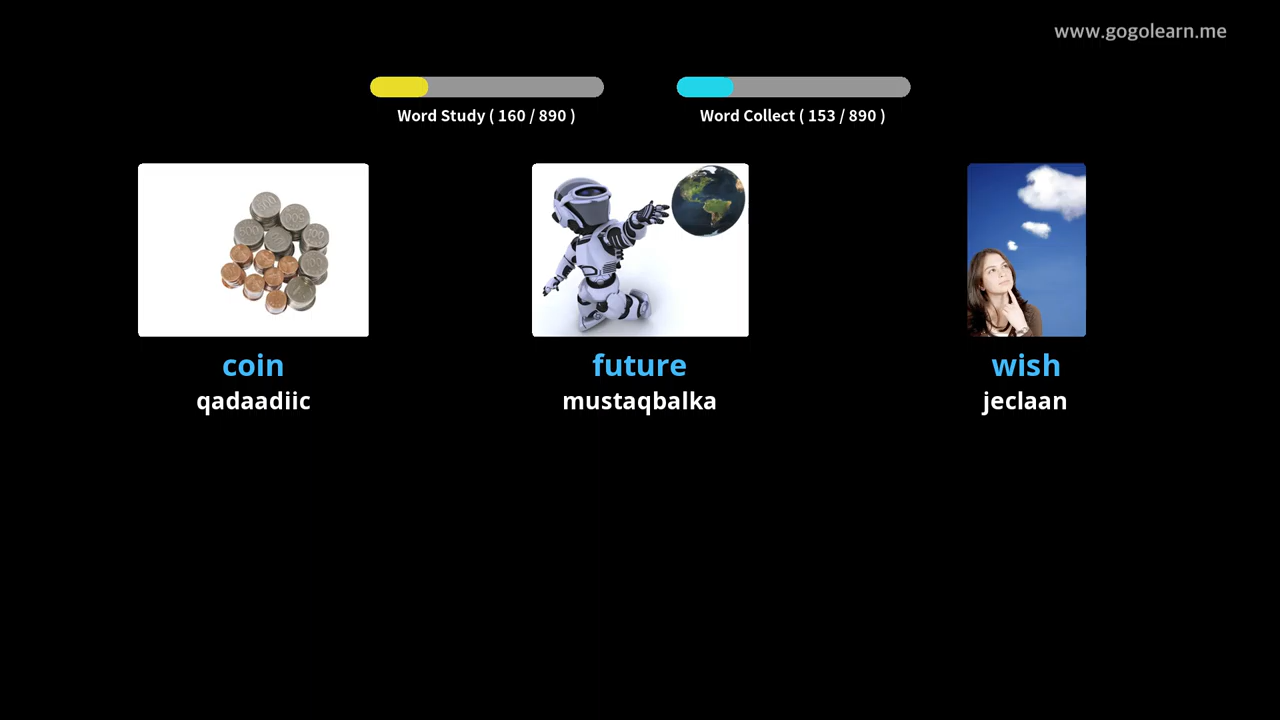 www.gogolearn.me
Word Study ( 160 / 890 )
Word Collect ( 153 / 890 )
coin
qadaadiic
future
mustaqbalka
wish
jeclaan